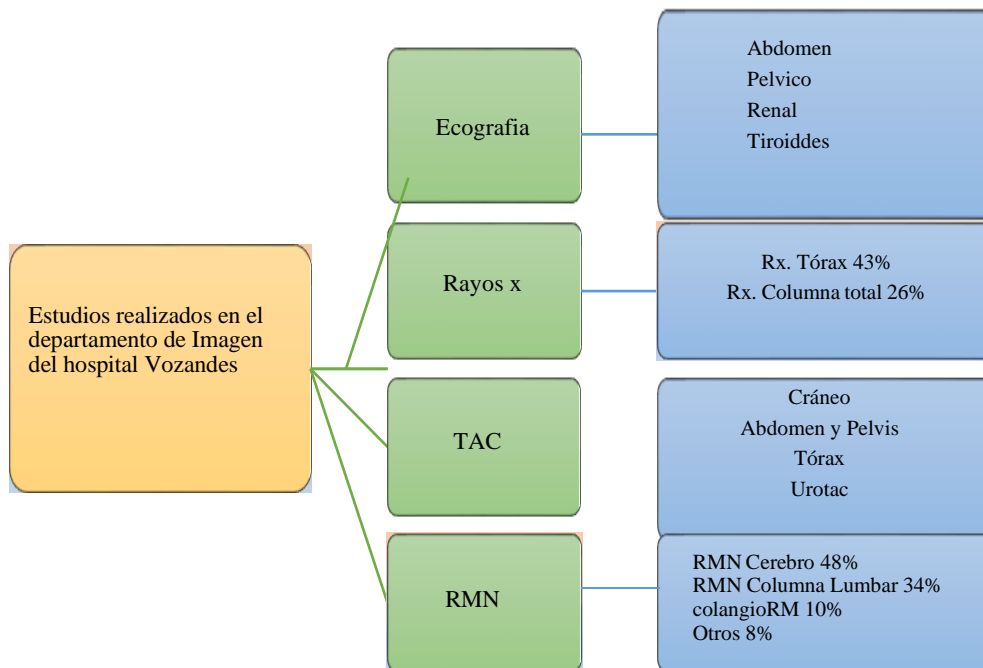 Estudios realizados en el
departamento de Imagen
del hospital Vozandes
Ecografia
Abdomen
Pelvico
Renal
Tiroiddes
Rayos x
Rx. Tórax 43%
Rx. Columna total 26%
TAC
Cráneo
Abdomen y Pelvis
Tórax
Urotac
RMN
RMN Cerebro 48%
RMN Columna Lumbar 34%
colangioRM 10%
Otros 8%